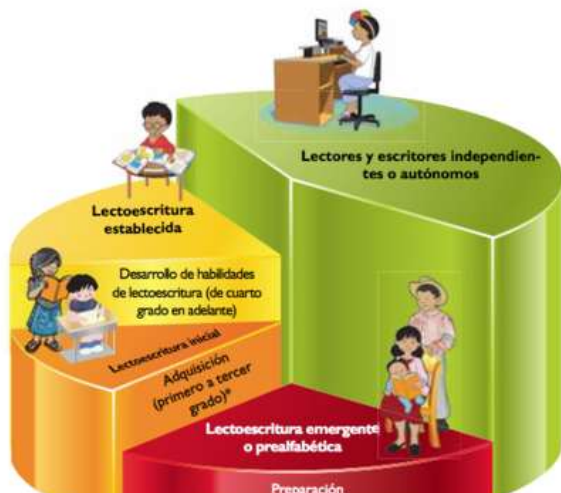 Lectores y escritores independien-
tes o autónomos
Lectoescritura
establecida
Desarrollo de habilidades
de lectoescritura (de cuarto
grado en adelante)
Lectoescritura inicial
Adquisición
(primero a tercer
grado)*
Lectoescritura emergente
o prealfabética
Preparación